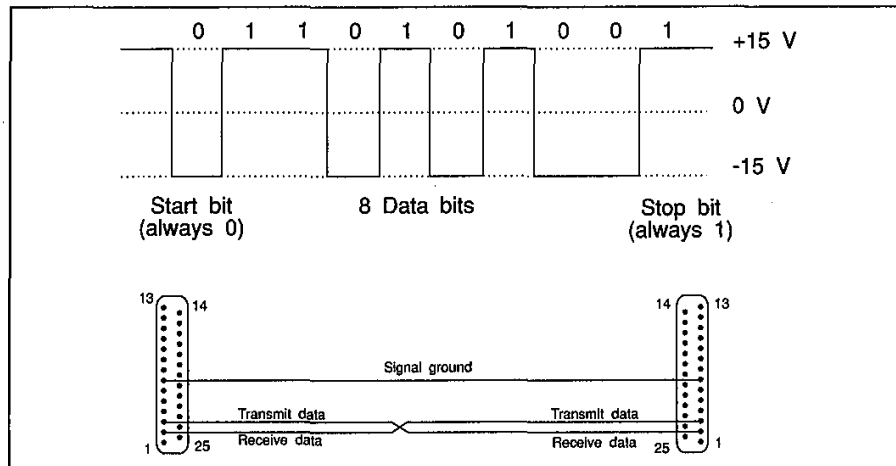 0 1 1 0 1 0 1 0 0 1
+15 V
0 V
-15 V
Start bit
(always 0)
8 Data bits
Stop bit
(always 1)
13 14
14 13
Signal ground
Transmit data Transmit data
Receive data Receive data
1 25
25 1